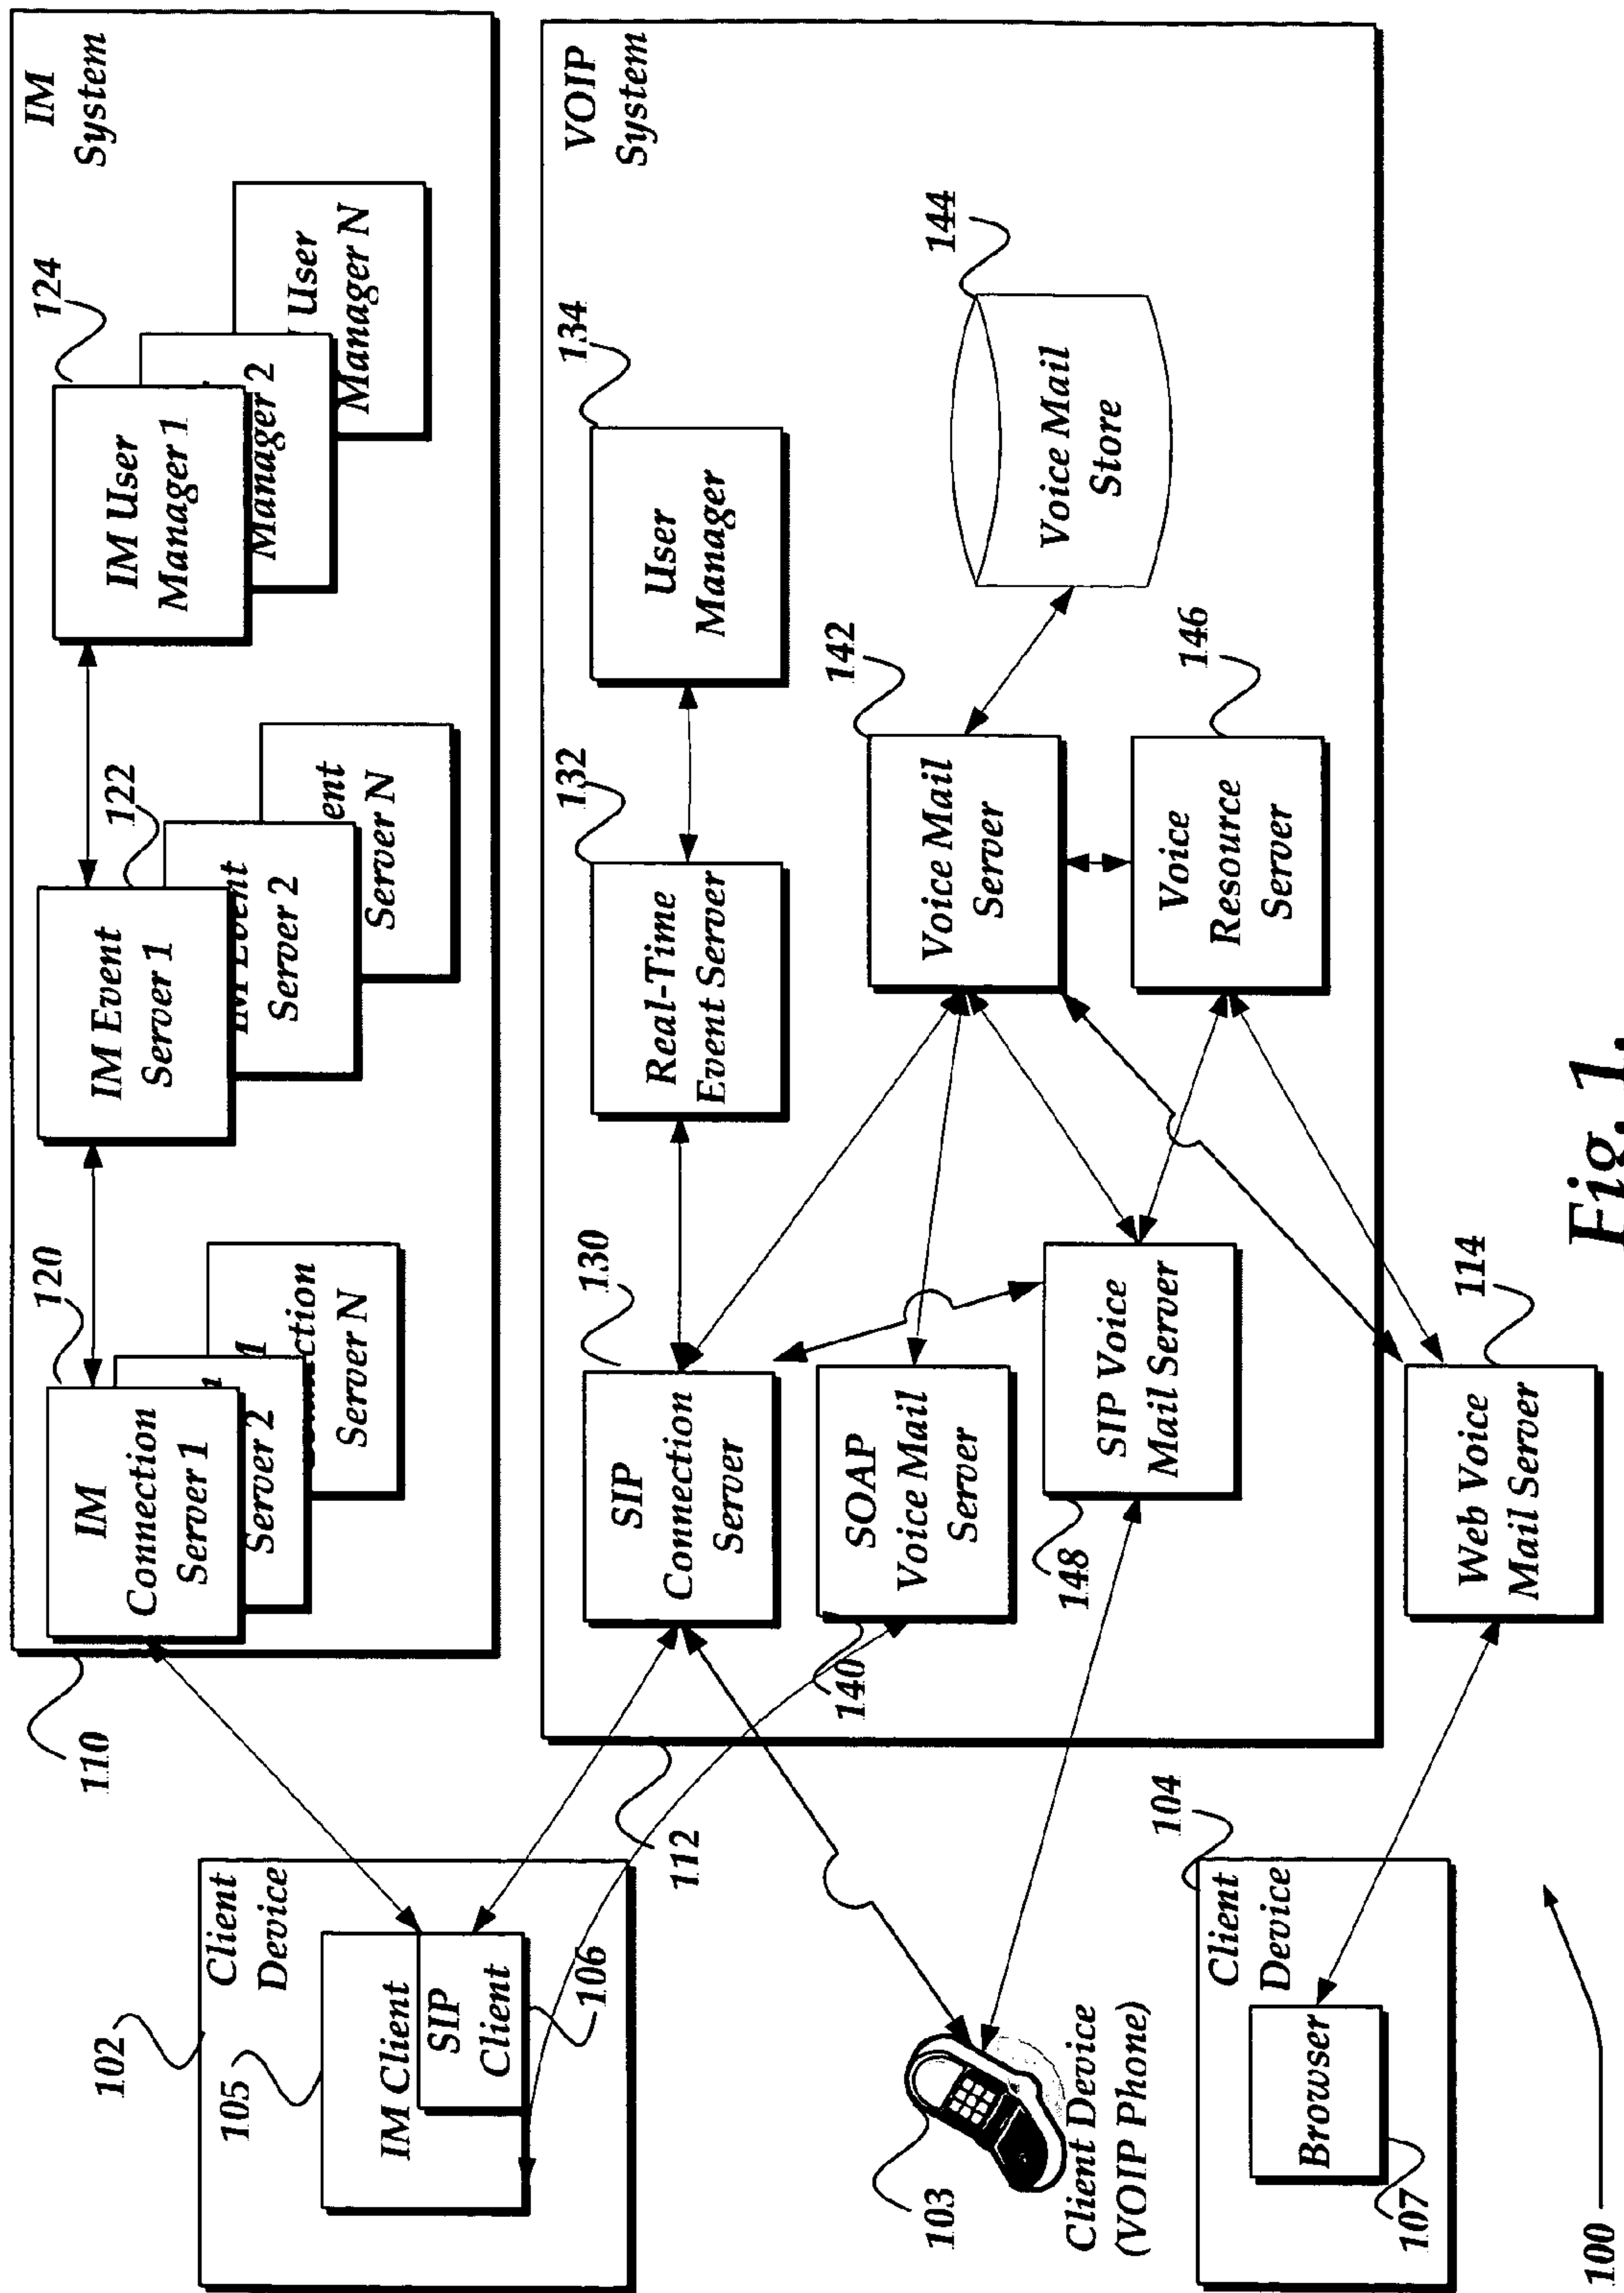 IM
System
124
IM User
Manager 1
Manager 2
User
Manager N
122
IM Event
Server 1
Server 2
ent
Server N
120
IM
Connection
Server 1
Server 2
Server N
110
VOIP
System
134
User
Manager
132
Real-Time
Event Server
130
SIP
Connection
Server
144
Voice Mail
Store
142
Voice Mail
Server
146
Voice
Resource
Server
140
SOAP
Voice Mail
Server
148
SIP Voice
Mail Server
112
114
Web Voice
Mail Server
102
Client
Device
105
IM Client
SIP
Client
106
103
Client Device
(VOIP Phone)
104
Client
Device
Browser
107
100
Fig. 1.